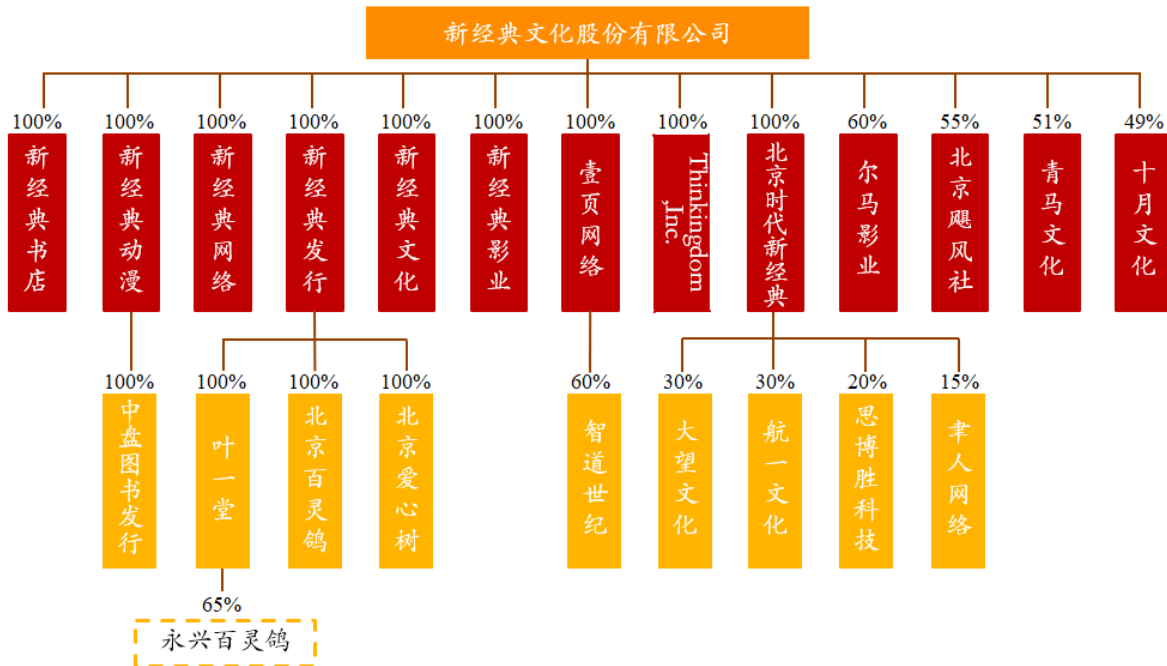 新经典文化股份有限公司
100% 100% 100% 100% 100% 100% 100% 100% 100% 60% 55% 51% 49%
新经典书店
新经典动漫
新经典网络
新经典发行
新经典文化
新经典影业
壹页网络
Thinkingdom
,Inc.
北京时代新经典
尔马影业
北京飓风社
青马文化
十月文化
100% 100% 100% 100% 60% 30% 30% 20% 15%
中盘图书发行
叶一堂
北京百灵鸽
北京爱心树
智道世纪
大望文化
航一文化
思博胜科技
聿人网络
65%
永兴百灵鸽